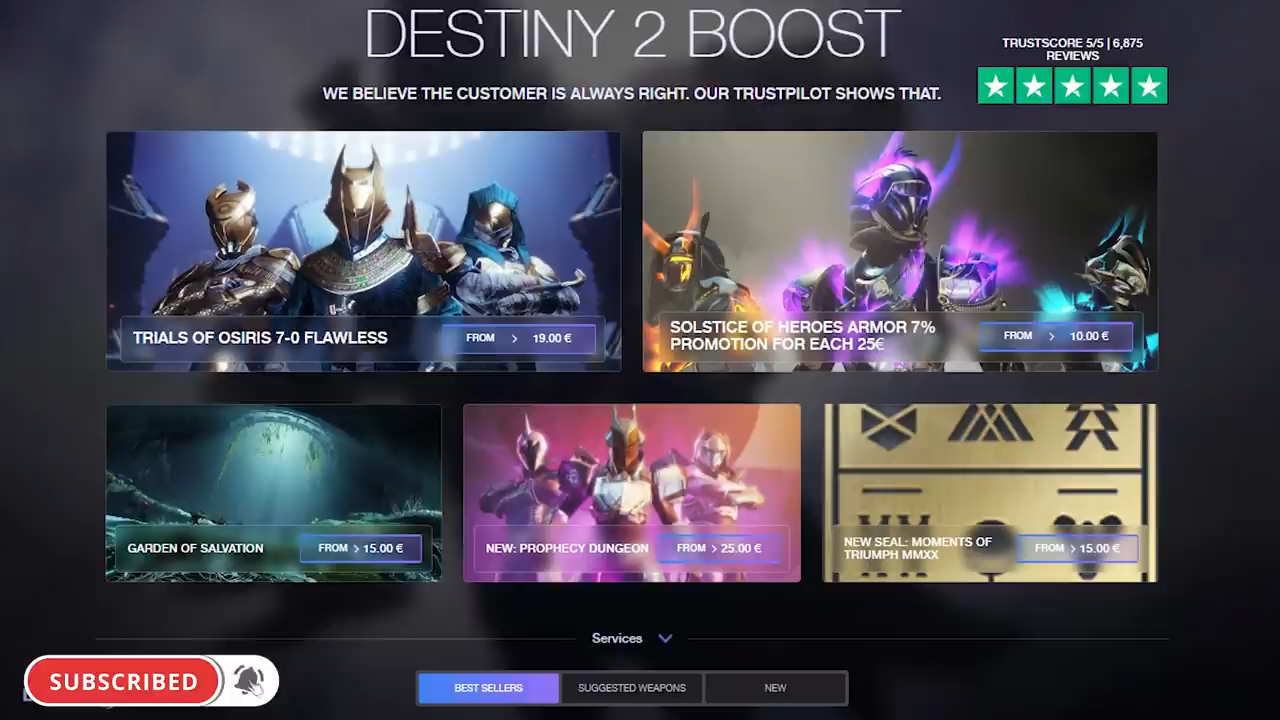 DESTINY 2 BOOST
TRUSTSCORE 5/5 | 6,875
REVIEWS
WE BELIEVE THE CUSTOMER IS ALWAYS RIGHT. OUR TRUSTPILOT SHOWS THAT.
TRIALS OF OSIRIS 7-0 FLAWLESS
FROM > 19.00 €
SOLSTICE OF HEROES ARMOR 7%
PROMOTION FOR EACH 25€
FROM > 10.00 €
GARDEN OF SALVATION
FROM > 15.00 €
NEW: PROPHECY DUNGEON
FROM > 25.00 €
NEW SEAL: MOMENTS OF
TRIUMPH MMXX
FROM > 15.00 €
Services
SUBSCRIBED
BEST SELLERS
SUGGESTED WEAPONS
NEW